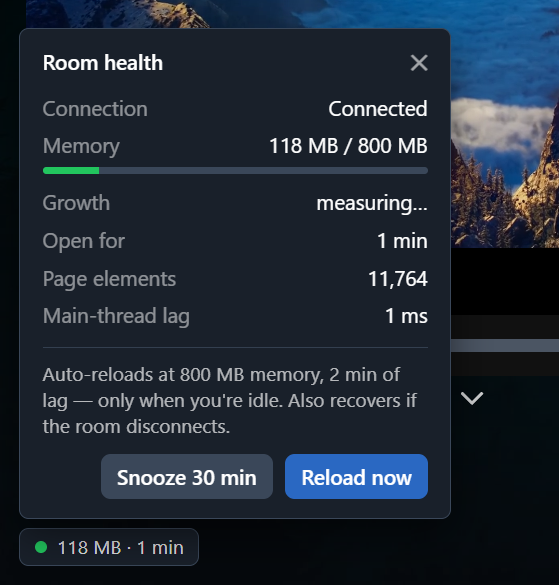 Room health
Connection Connected
Memory 118 MB / 800 MB
Growth measuring...
Open for 1 min
Page elements 11,764
Main-thread lag 1 ms
Auto-reloads at 800 MB memory, 2 min of
lag — only when you're idle. Also recovers if
the room disconnects.
Snooze 30 min Reload now
118 MB · 1 min